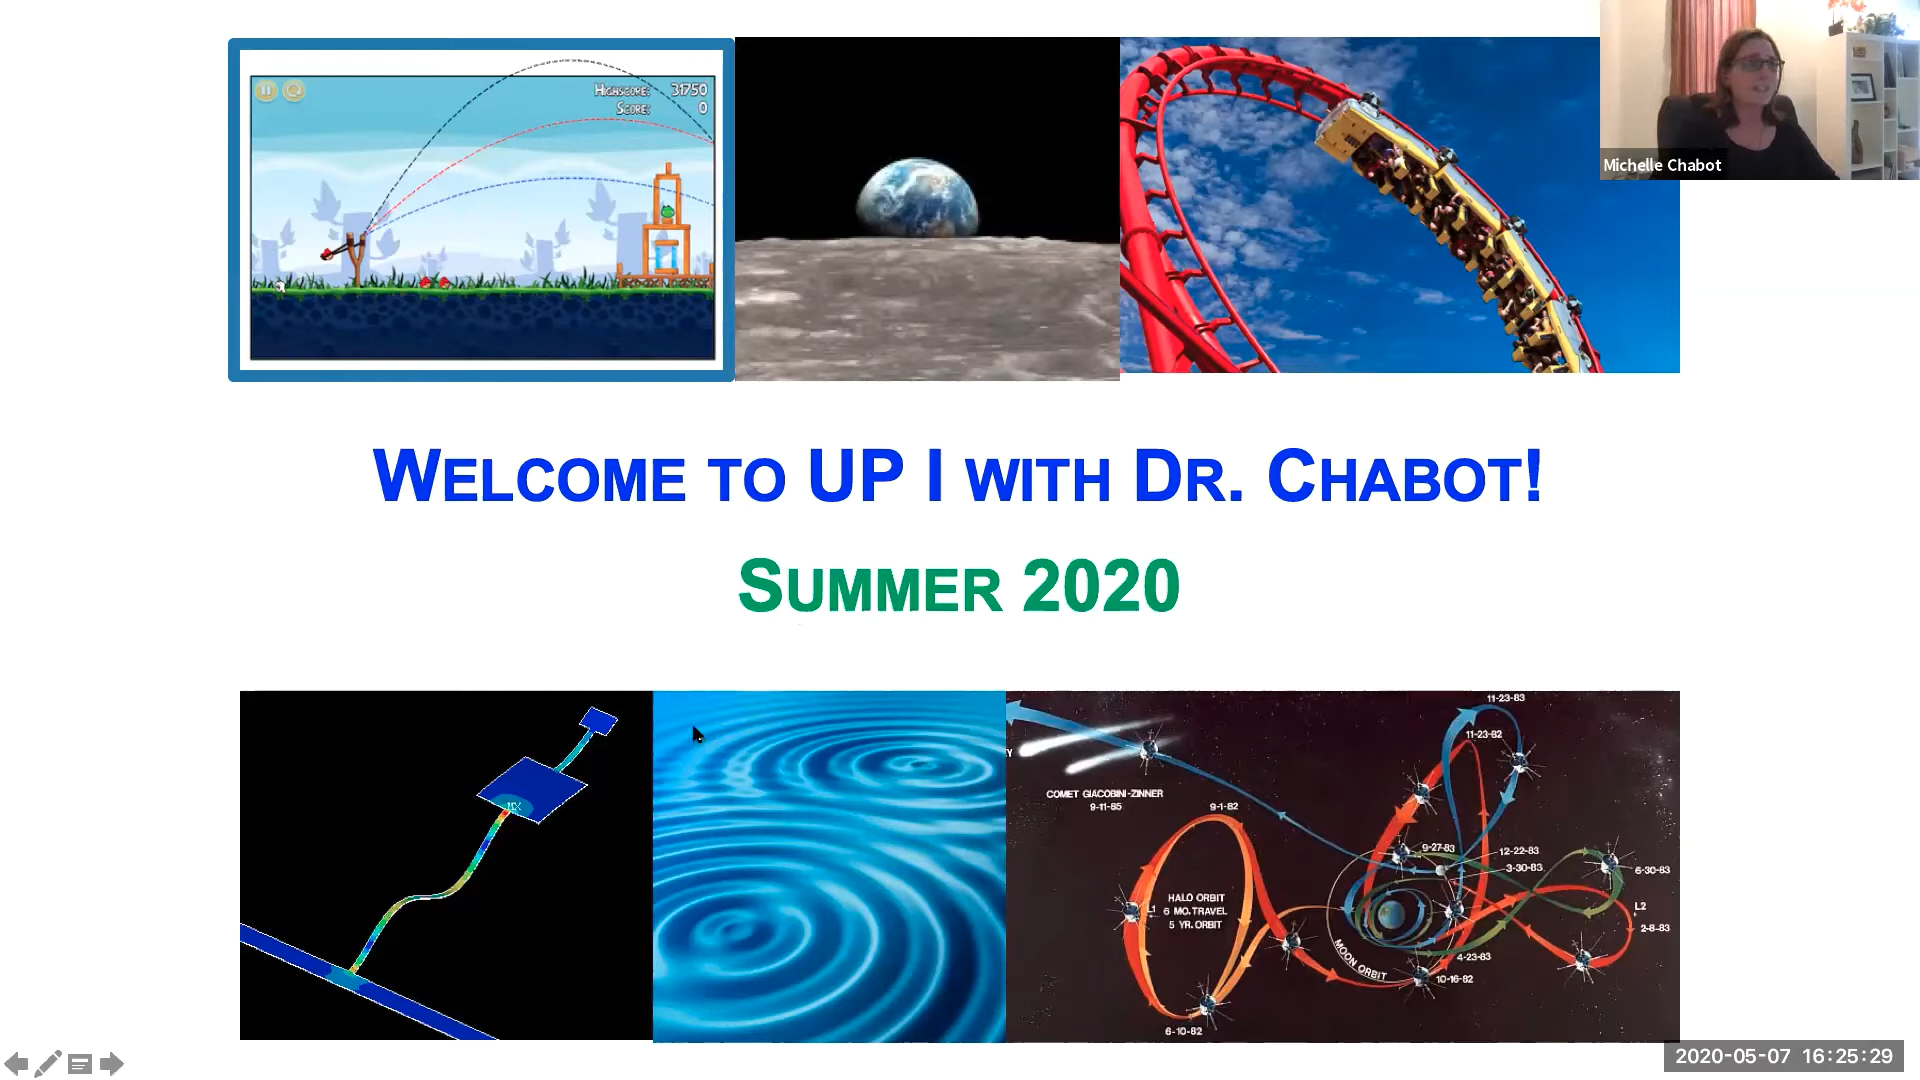 HIGHSCORE: 31750
SCORE: 0
Michelle Chabot
WELCOME TO UP I WITH DR. CHABOT!
SUMMER 2020
MX
11-23-83
11-23-82
Y
COMET GIACOBINI-ZINNER
9-11-85
9-1-82
9-27-83
12-22-83
3-30-83
6-30-83
HALO ORBIT
L1
6 MO. TRAVEL
5 YR. ORBIT
L2
2-8-83
MOON ORBIT
4-23-83
10-16-82
6-10-82
2020-05-07 16:25:29